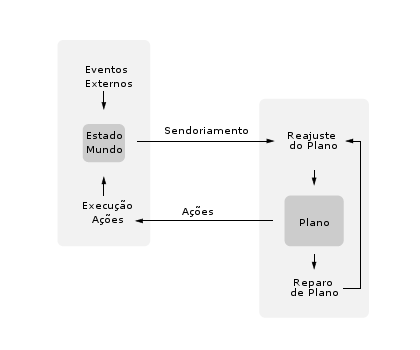 Eventos
Externos
Estado
Mundo
Execução
Ações
Sendoriamento
Ações
Reajuste
do Plano
Plano
Reparo
de Plano